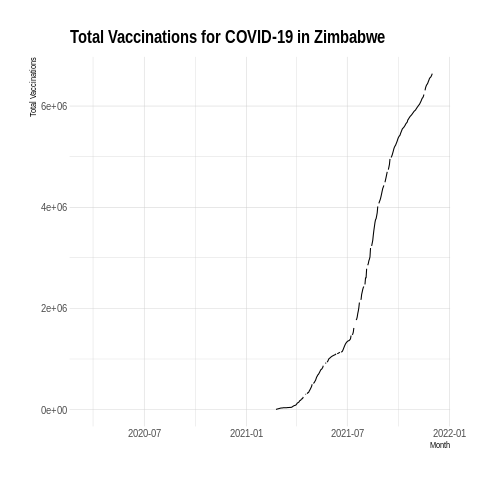 Total Vaccinations for COVID-19 in Zimbabwe
Total Vaccinations
6e+06
4e+06
2e+06
0e+00
2020-07 2021-01 2021-07 2022-01
Month